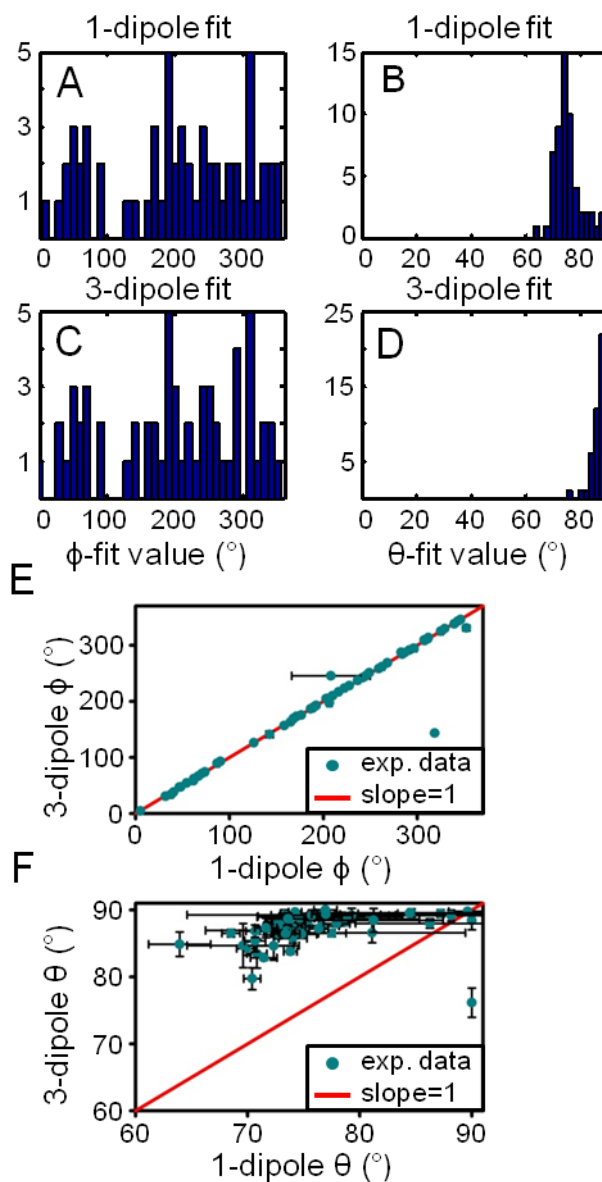 1-dipole fit
1-dipole fit
A
B
5
3
1
0 100 200 300
15
10
5
0
0 20 40 60 80
3-dipole fit
3-dipole fit
C
D
5
3
1
0 100 200 300
25
15
5
0 20 40 60 80
ϕ-fit value (°)
θ-fit value (°)
E
3-dipole ϕ (°)
300
200
100
0
exp. data
slope=1
0 100 200 300
1-dipole ϕ (°)
F
3-dipole θ (°)
90
80
70
60
exp. data
slope=1
60 70 80 90
1-dipole θ (°)